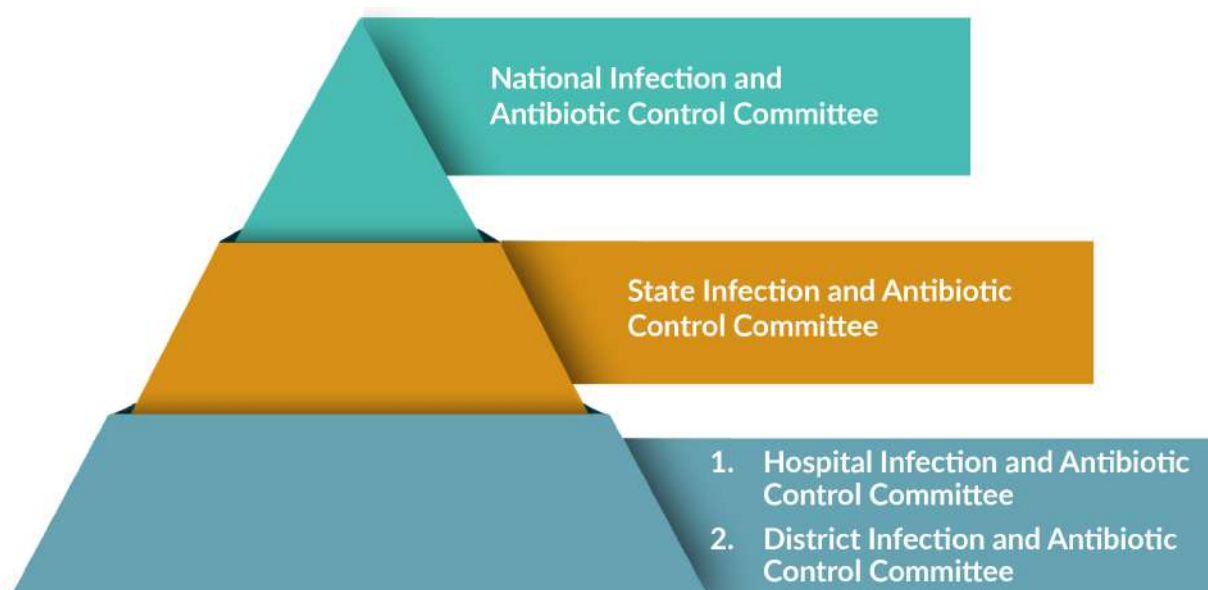 National Infection and
Antibiotic Control Committee
State Infection and Antibiotic
Control Committee
1. Hospital Infection and Antibiotic
Control Committee
2. District Infection and Antibiotic
Control Committee